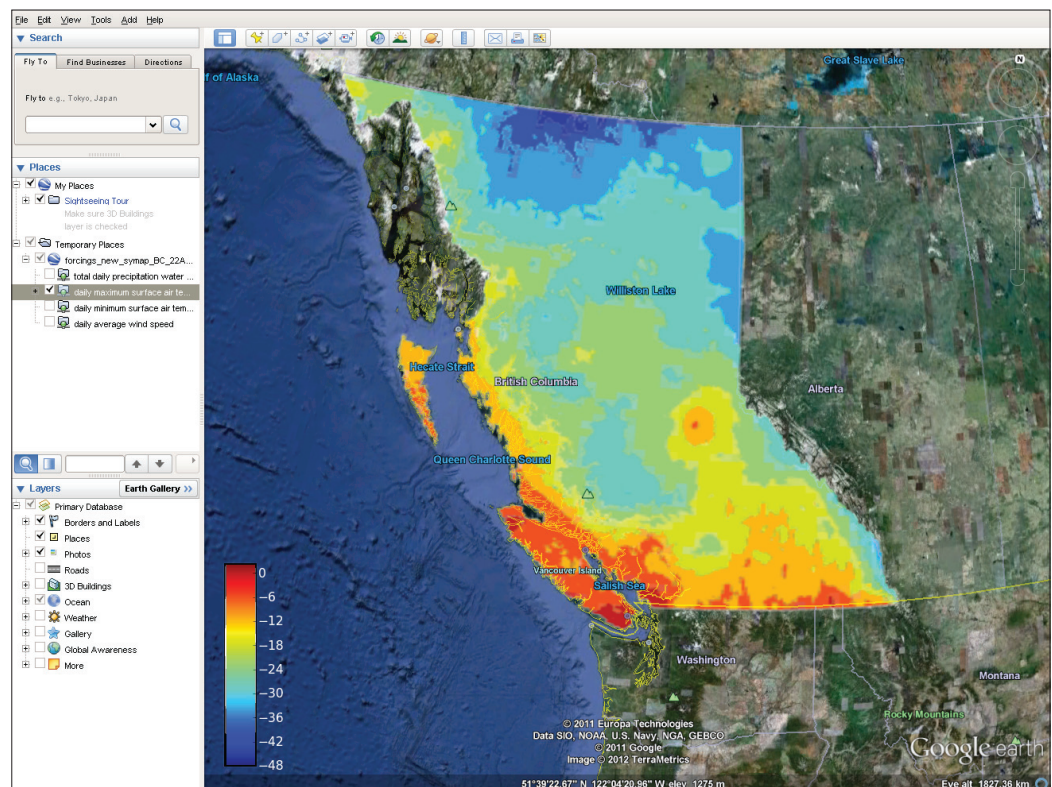 File Edit View Tools Add Help
Search
Fly To Find Businesses Directions
Fly to e.g., Tokyo, Japan
Places
My Places
Sightseeing Tour
Make sure 3D Buildings
layer is checked
Temporary Places
forcings_new_symap_BC_22A...
total daily precipitation water ...
daily maximum surface air te...
daily minimum surface air tem...
daily average wind speed
Layers Earth Gallery >>
Primary Database
Borders and Labels
Places
Photos
Roads
3D Buildings
Ocean
Weather
Gallery
Global Awareness
More
f of Alaska
Great Slave Lake
N
Williston Lake
Hecate Strait
British Columbia
Alberta
Queen Charlotte Sound
Vancouver Island
Salish Sea
Washington
Montana
Rocky Mountains
0
−6
−12
−18
−24
−30
−36
−42
−48
© 2011 Europa Technologies
Data SIO, NOAA, U.S. Navy, NGA, GEBCO
© 2011 Google
Image © 2012 TerraMetrics
Google earth
51°39'22.67" N 122°04'20.96" W elev 1275 m Eye alt 1827.36 km